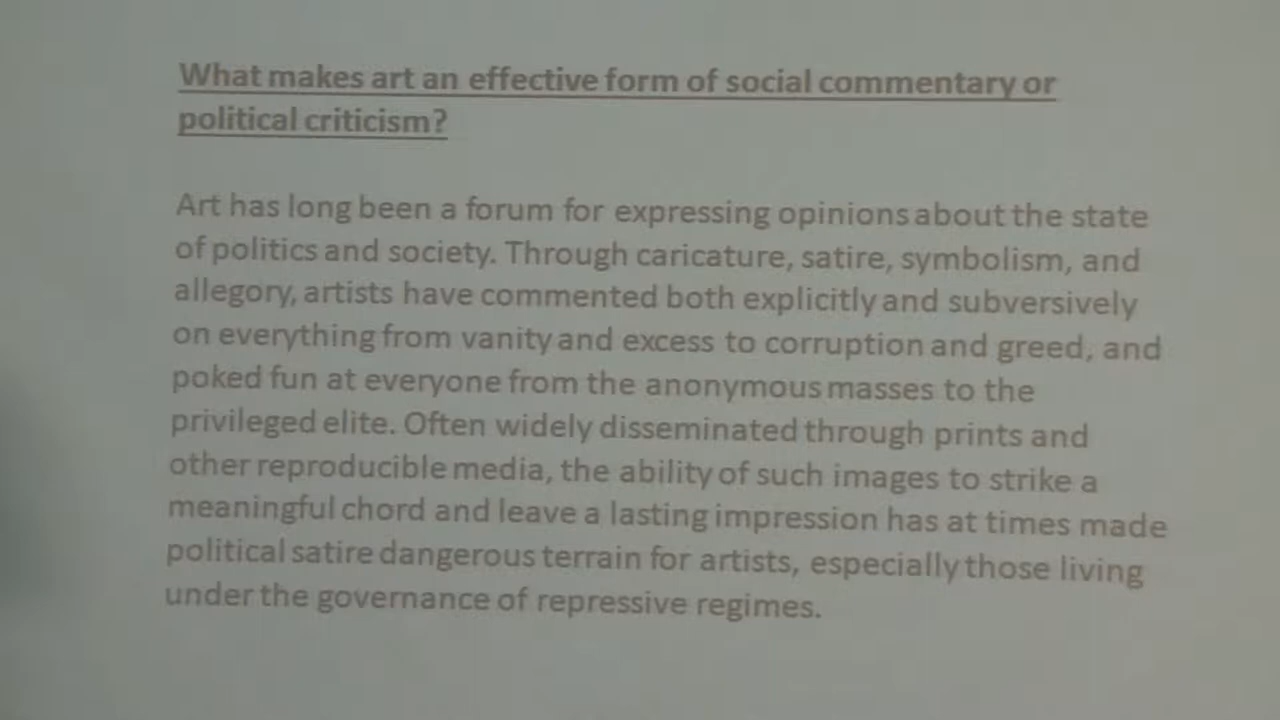 What makes art an effective form of social commentary or
political criticism?
Art has long been a forum for expressing opinions about the state
of politics and society. Through caricature, satire, symbolism, and
allegory, artists have commented both explicitly and subversively
on everything from vanity and excess to corruption and greed, and
poked fun at everyone from the anonymous masses to the
privileged elite. Often widely disseminated through prints and
other reproducible media, the ability of such images to strike a
meaningful chord and leave a lasting impression has at times made
political satire dangerous terrain for artists, especially those living
under the governance of repressive regimes.